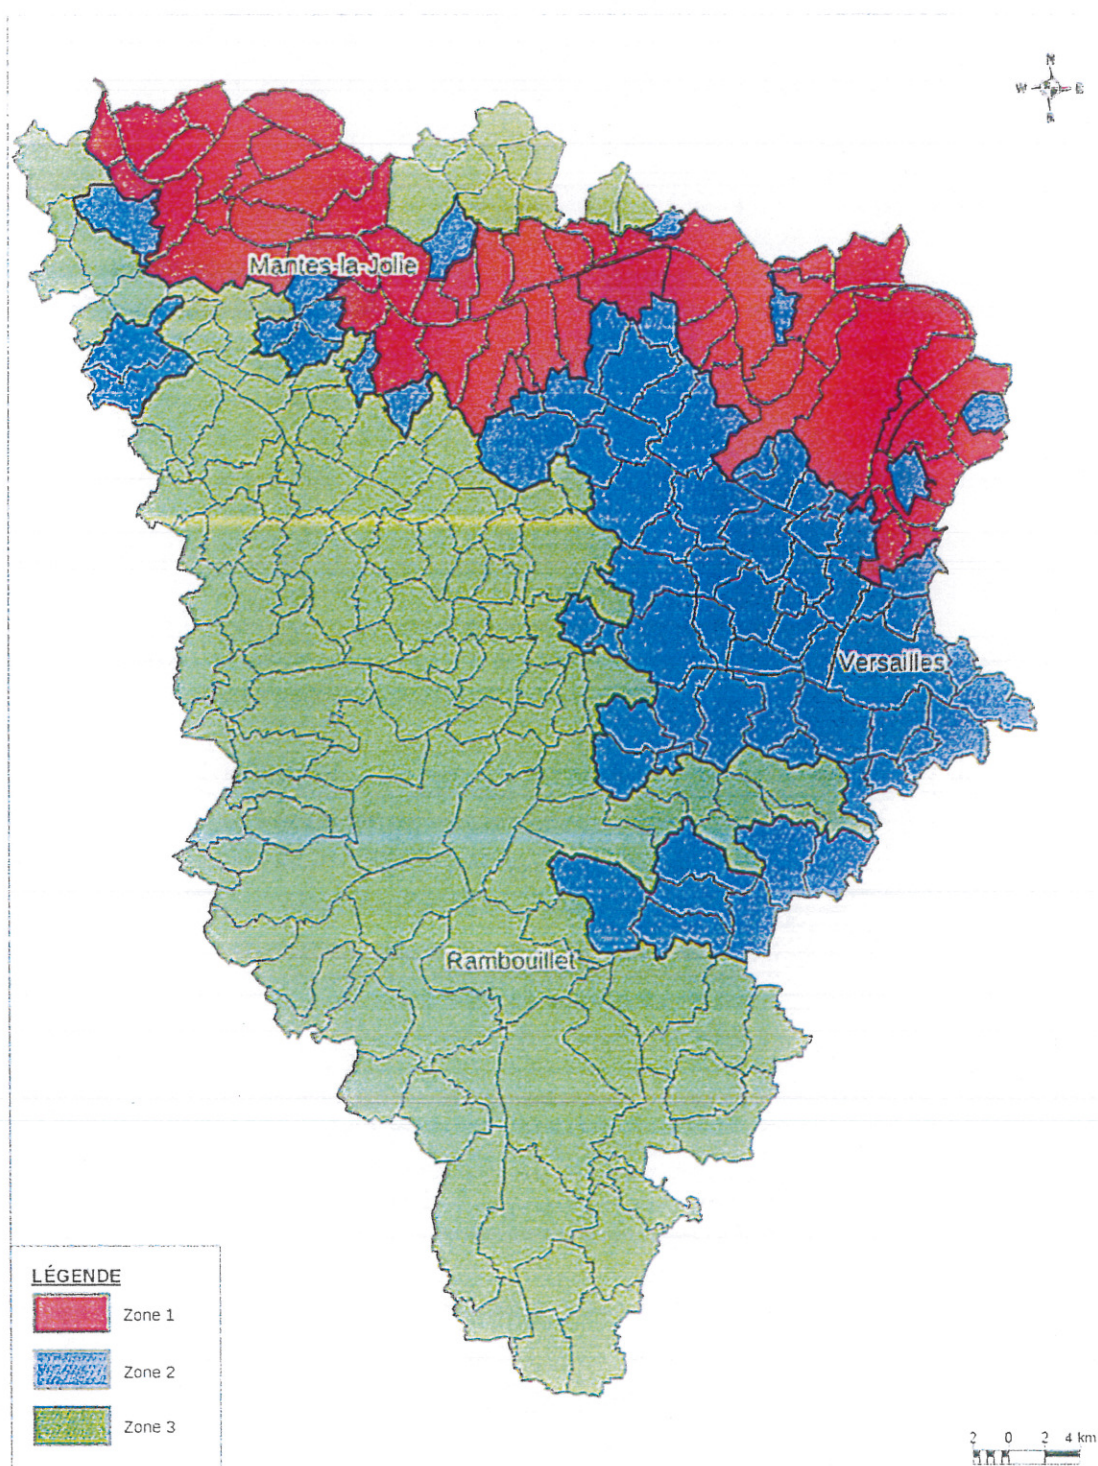 N
W E
S
Mantes-la-Jolie
Versailles
Rambouillet
LÉGENDE
Zone 1
Zone 2
Zone 3
2 0 2 4 km